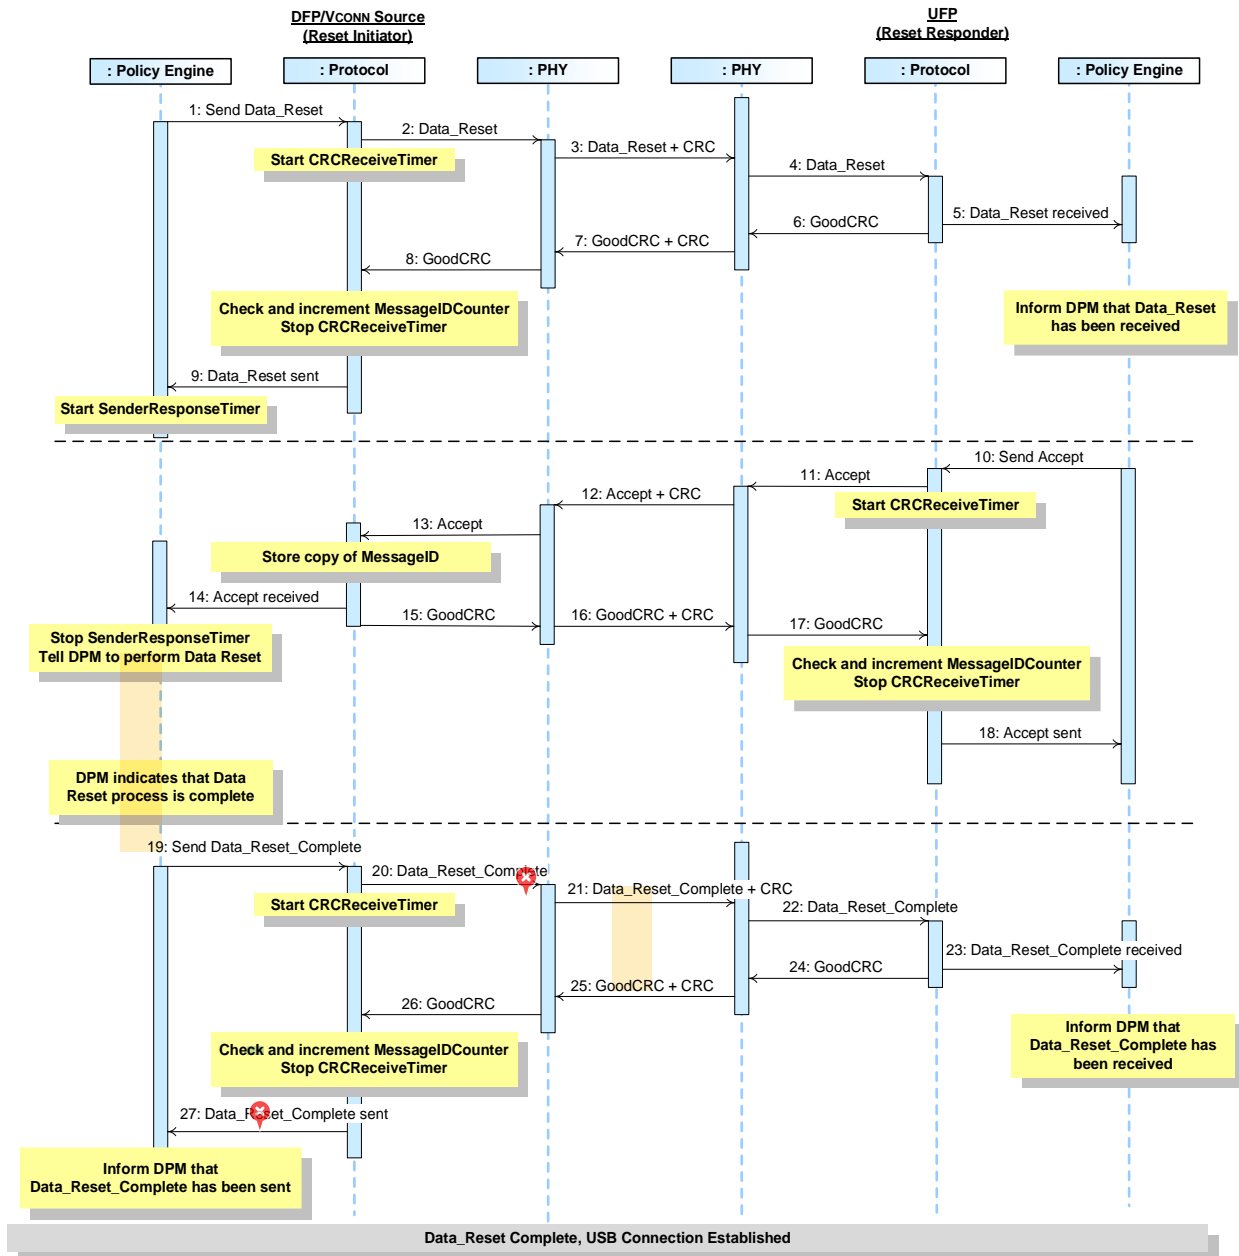 DFP/VCONN Source
(Reset Initiator)
UFP
(Reset Responder)
: Policy Engine
: Protocol
: PHY
: PHY
: Protocol
: Policy Engine
1: Send Data_Reset
2: Data_Reset
Start CRCReceiveTimer
3: Data_Reset + CRC
4: Data_Reset
5: Data_Reset received
6: GoodCRC
7: GoodCRC + CRC
8: GoodCRC
Check and increment MessageIDCounter
Stop CRCReceiveTimer
Inform DPM that Data_Reset
has been received
9: Data_Reset sent
Start SenderResponseTimer
10: Send Accept
11: Accept
Start CRCReceiveTimer
12: Accept + CRC
13: Accept
Store copy of MessageID
14: Accept received
15: GoodCRC
16: GoodCRC + CRC
17: GoodCRC
Stop SenderResponseTimer
Tell DPM to perform Data Reset
Check and increment MessageIDCounter
Stop CRCReceiveTimer
18: Accept sent
DPM indicates that Data
Reset process is complete
19: Send Data_Reset_Complete
20: Data_Reset_Complete
Start CRCReceiveTimer
21: Data_Reset_Complete + CRC
22: Data_Reset_Complete
23: Data_Reset_Complete received
24: GoodCRC
25: GoodCRC + CRC
26: GoodCRC
Check and increment MessageIDCounter
Stop CRCReceiveTimer
Inform DPM that
Data_Reset_Complete has
been received
27: Data_Reset_Complete sent
Inform DPM that
Data_Reset_Complete has been sent
Data_Reset Complete, USB Connection Established